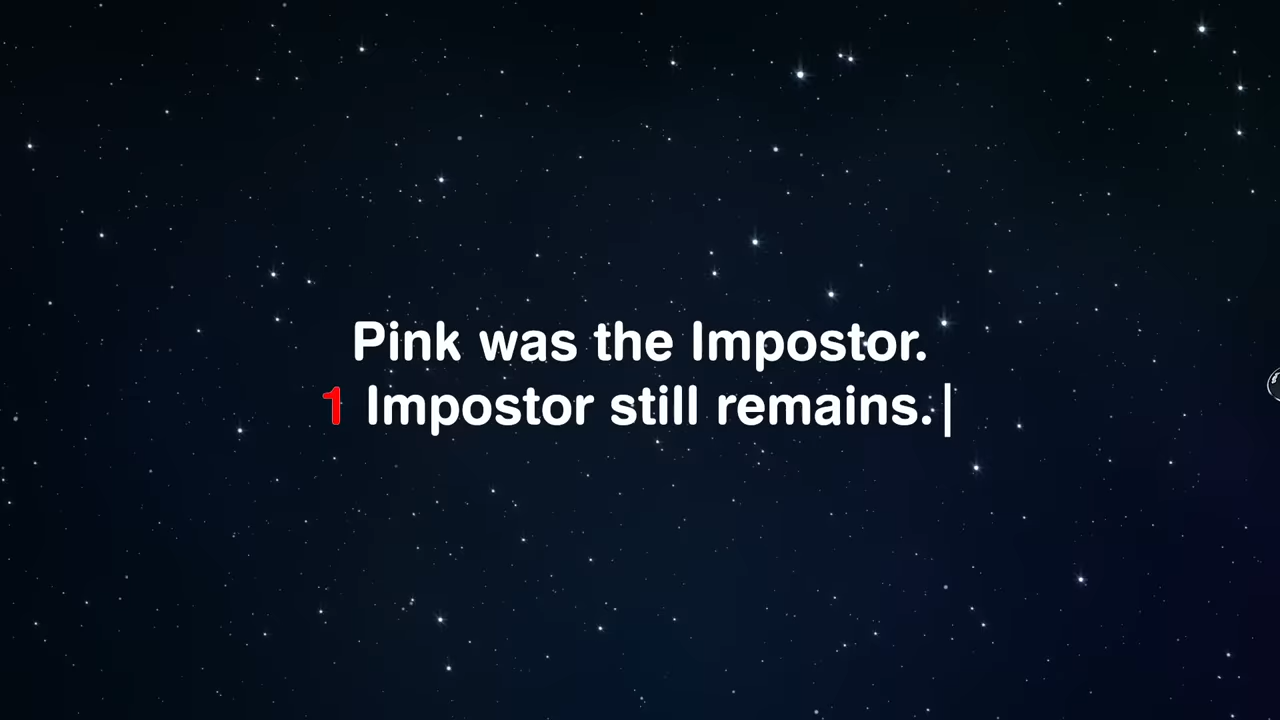 Pink was the Impostor.
1 Impostor still remains.